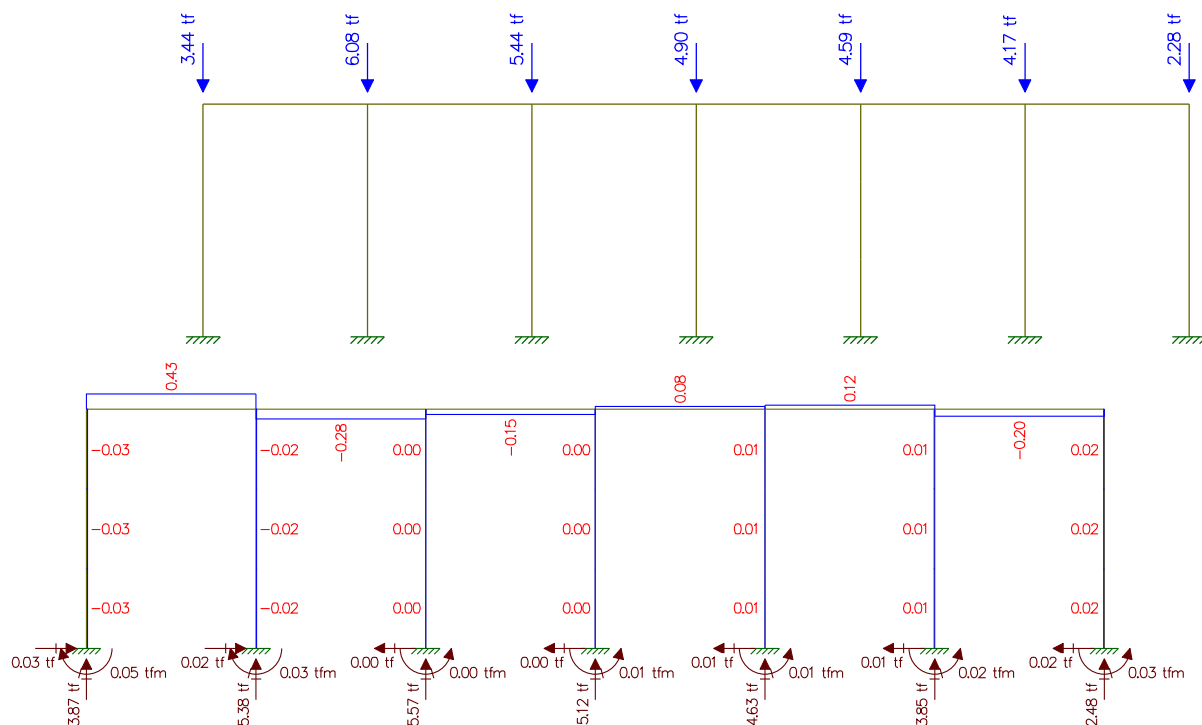 3.44 tf
6.08 tf
5.44 tf
4.90 tf
4.59 tf
4.17 tf
2.28 tf
0.43
-0.28
-0.15
0.08
0.12
-0.20
-0.03
-0.02
0.00
0.00
0.01
0.01
0.02
-0.03
-0.02
0.00
0.00
0.01
0.01
0.02
-0.03
-0.02
0.00
0.00
0.01
0.01
0.02
0.03 tf
0.05 tfm
0.02 tf
0.03 tfm
0.00 tf
0.00 tfm
0.00 tf
0.01 tfm
0.01 tf
0.01 tfm
0.01 tf
0.02 tfm
0.02 tf
0.03 tfm
3.87 tf
5.38 tf
5.57 tf
5.12 tf
4.63 tf
3.85 tf
2.48 tf